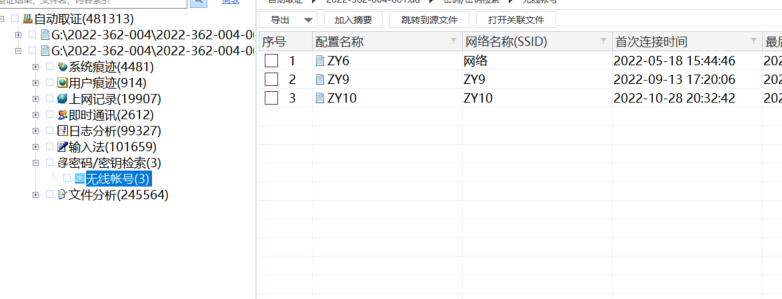 自动取证(481313)
G:\2022-362-004\2022-362-004-0
G:\2022-362-004\2022-362-004-0
系统痕迹(4481)
用户痕迹(914)
上网记录(19907)
即时通讯(2612)
日志分析(99327)
输入法(101659)
密码/密钥检索(3)
无线帐号(3)
文件分析(245564)
导出 加入摘要 跳转到源文件 打开关联文件
序号 配置名称 网络名称(SSID) 首次连接时间 最后
1 ZY6 网络 2022-05-18 15:44:46 202
2 ZY9 ZY9 2022-09-13 17:20:06 202
3 ZY10 ZY10 2022-10-28 20:32:42 202